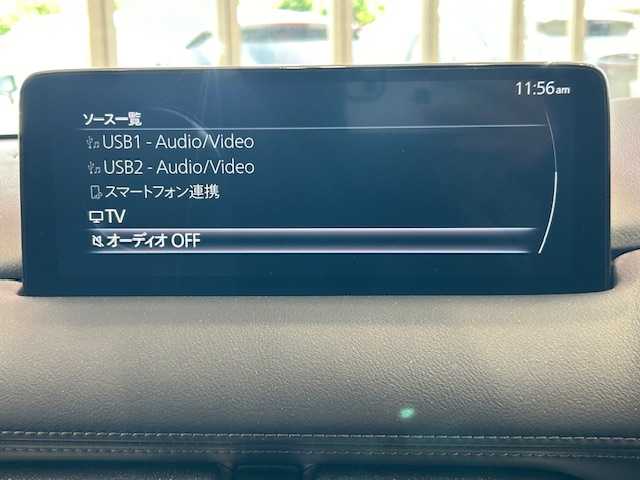 11:56am
ソース一覧
USB1 - Audio/Video
USB2 - Audio/Video
スマートフォン連携
TV
オーディオ OFF